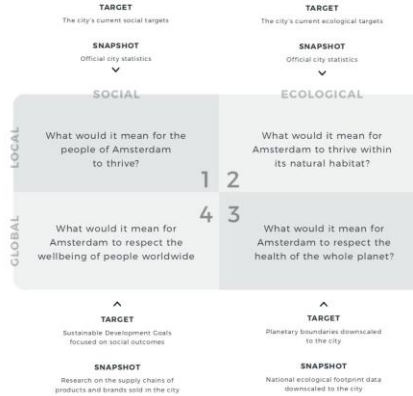 TARGET
The city's current social targets
SNAPSHOT
Official city statistics
TARGET
The city's current ecological targets
SNAPSHOT
Official city statistics
SOCIAL
ECOLOGICAL
LOCAL
What would it mean for the
people of Amsterdam
to thrive?
1
What would it mean for
Amsterdam to thrive within
its natural habitat?
2
GLOBAL
What would it mean for
Amsterdam to respect the
wellbeing of people worldwide
4
What would it mean for
Amsterdam to respect the
health of the whole planet?
3
TARGET
Sustainable Development Goals
focused on social outcomes
SNAPSHOT
Research on the supply chains of
products and brands sold in the city
TARGET
Planetary boundaries downscaled
to the city
SNAPSHOT
National ecological footprint data
downscaled to the city